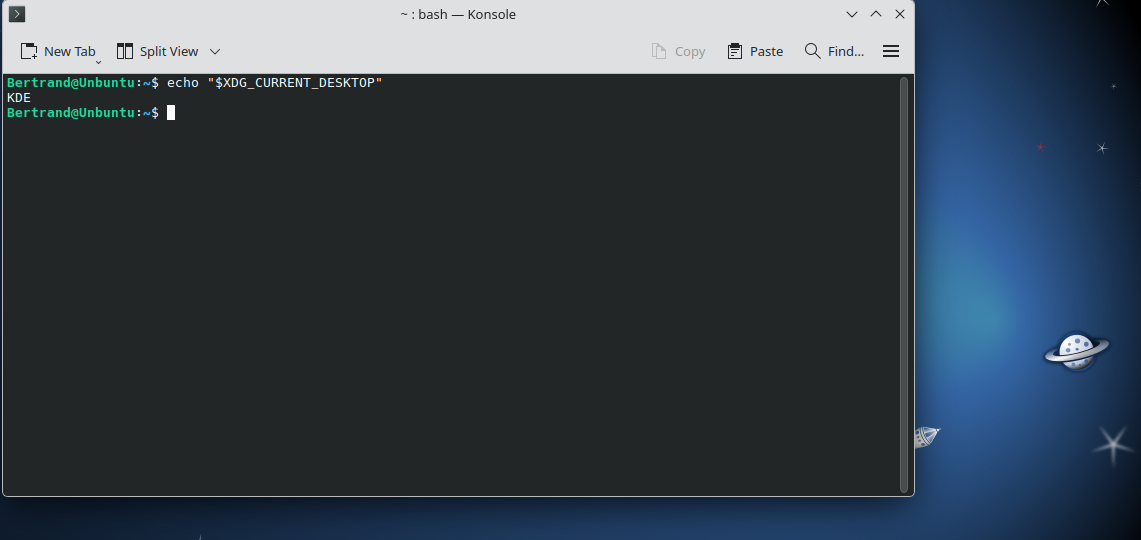 ~ : bash — Konsole
New Tab Split View Copy Paste Find...
Bertrand@Unbuntu:~$ echo "$XDG_CURRENT_DESKTOP"
KDE
Bertrand@Unbuntu:~$